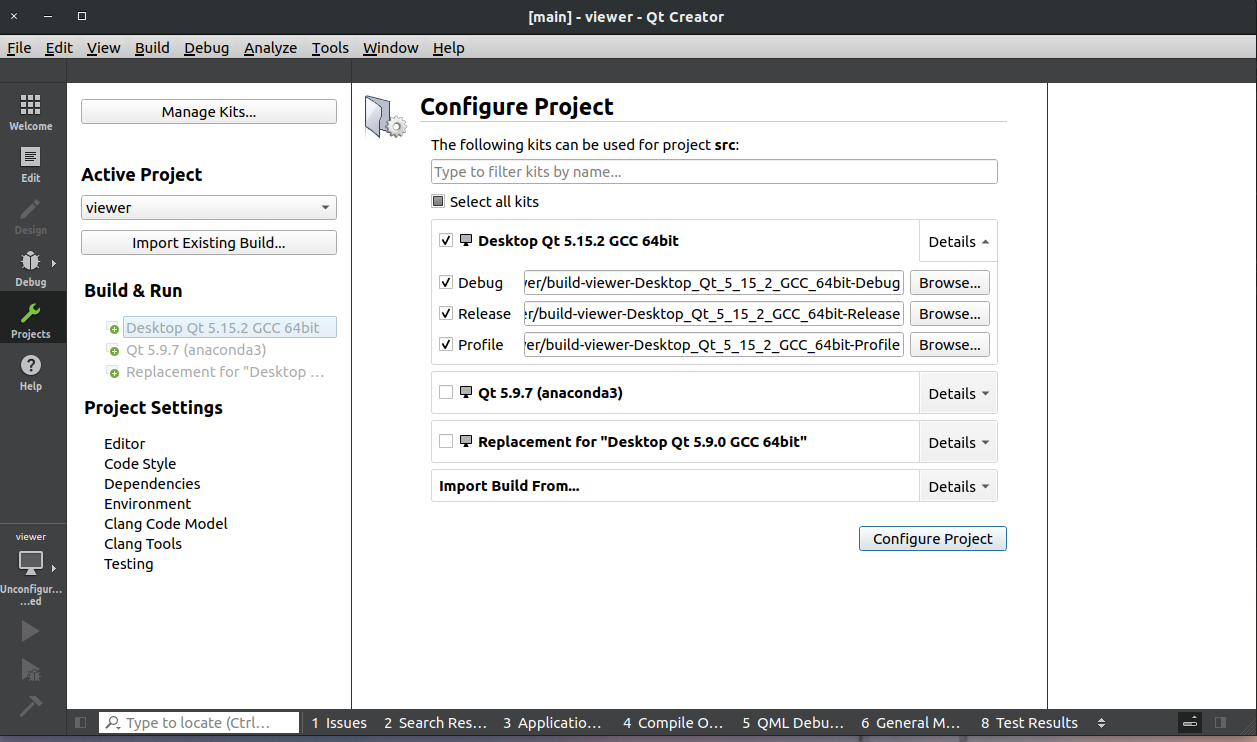 [main] - viewer - Qt Creator
File Edit View Build Debug Analyze Tools Window Help
Welcome
Edit
Design
Debug
Projects
Help
viewer
Unconfigur...
...ed
Manage Kits...
Active Project
viewer
Import Existing Build...
Build & Run
Desktop Qt 5.15.2 GCC 64bit
Qt 5.9.7 (anaconda3)
Replacement for "Desktop ...
Project Settings
Editor
Code Style
Dependencies
Environment
Clang Code Model
Clang Tools
Testing
Configure Project
The following kits can be used for project src:
Type to filter kits by name...
Select all kits
Desktop Qt 5.15.2 GCC 64bit Details
Debug er/build-viewer-Desktop_Qt_5_15_2_GCC_64bit-Debug Browse...
Release r/build-viewer-Desktop_Qt_5_15_2_GCC_64bit-Release Browse...
Profile er/build-viewer-Desktop_Qt_5_15_2_GCC_64bit-Profile Browse...
Qt 5.9.7 (anaconda3) Details
Replacement for "Desktop Qt 5.9.0 GCC 64bit" Details
Import Build From... Details
Configure Project
Type to locate (Ctrl... 1 Issues 2 Search Res... 3 Applicatio... 4 Compile O... 5 QML Debu... 6 General M... 8 Test Results